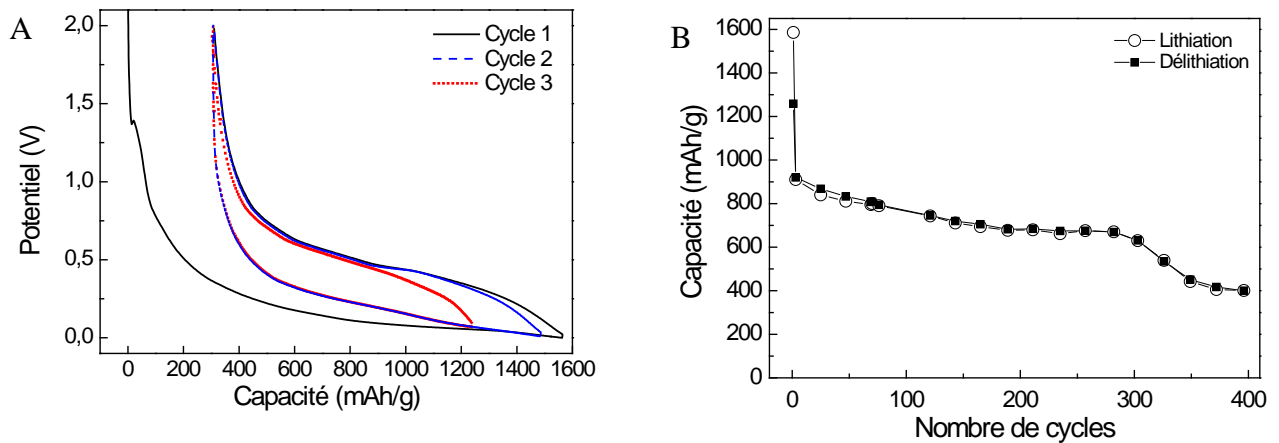 A
Potentiel (V)
2,0
1,5
1,0
0,5
0,0
Cycle 1
Cycle 2
Cycle 3
0 200 400 600 800 1000 1200 1400 1600
Capacité (mAh/g)
B
Capacité (mAh/g)
1600
1400
1200
1000
800
600
400
200
0
Lithiation
Délithiation
0 100 200 300 400
Nombre de cycles